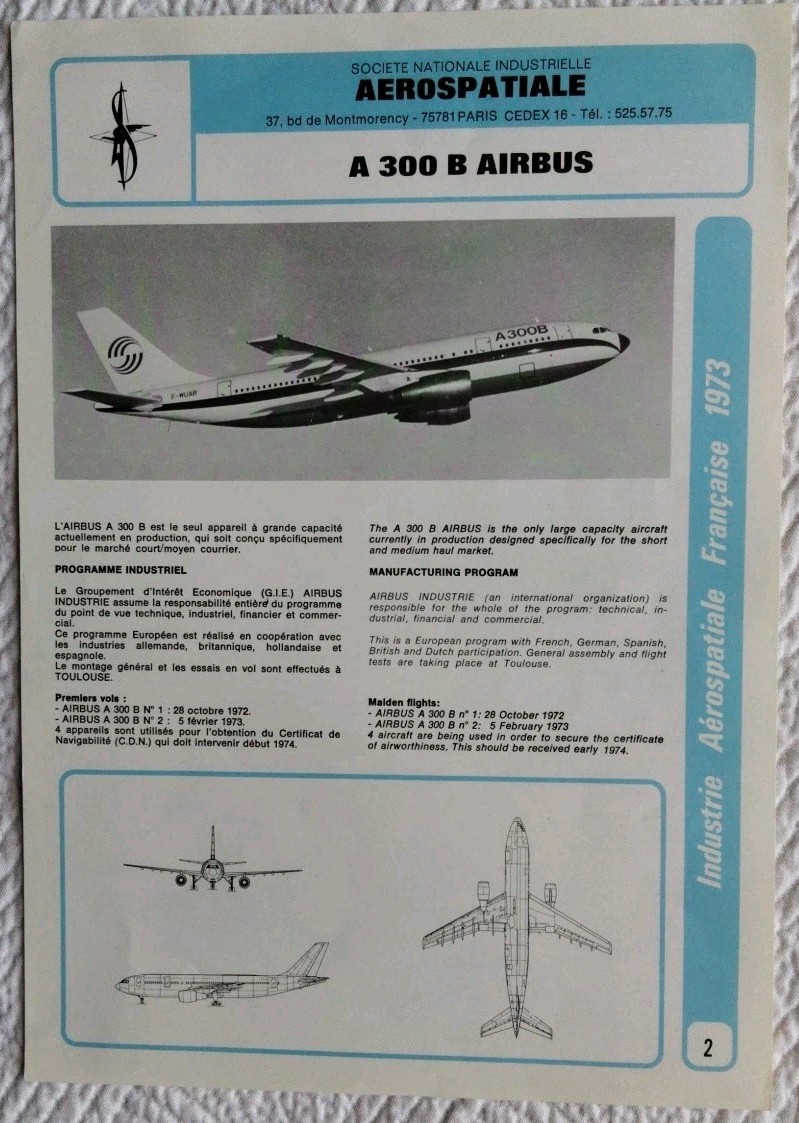 SOCIETE NATIONALE INDUSTRIELLE
AEROSPATIALE
37, bd de Montmorency - 75781 PARIS CEDEX 16 - Tél. : 525.57.75
A 300 B AIRBUS
A300B
F-WUAB
L'AIRBUS A 300 B est le seul appareil à grande capacité
actuellement en production, qui soit conçu spécifiquement
pour le marché court/moyen courrier.
PROGRAMME INDUSTRIEL
Le Groupement d'Intérêt Economique (G.I.E.) AIRBUS
INDUSTRIE assume la responsabilité entière du programme
du point de vue technique, industriel, financier et commer-
cial.
Ce programme Européen est réalisé en coopération avec
les industries allemande, britannique, hollandaise et
espagnole.
Le montage général et les essais en vol sont effectués à
TOULOUSE.
Premiers vols :
- AIRBUS A 300 B N° 1 : 28 octobre 1972.
- AIRBUS A 300 B N° 2 : 5 février 1973.
4 appareils sont utilisés pour l'obtention du Certificat de
Navigabilité (C.D.N.) qui doit intervenir début 1974.
The A 300 B AIRBUS is the only large capacity aircraft
currently in production designed specifically for the short
and medium haul market.
MANUFACTURING PROGRAM
AIRBUS INDUSTRIE (an international organization) is
responsible for the whole of the program: technical, in-
dustrial, financial and commercial.
This is a European program with French, German, Spanish,
British and Dutch participation. General assembly and flight
tests are taking place at Toulouse.
Maiden flights:
- AIRBUS A 300 B n° 1: 28 October 1972
- AIRBUS A 300 B n° 2: 5 February 1973
4 aircraft are being used in order to secure the certificate
of airworthiness. This should be received early 1974.
Industrie Aérospatiale Française 1973
2